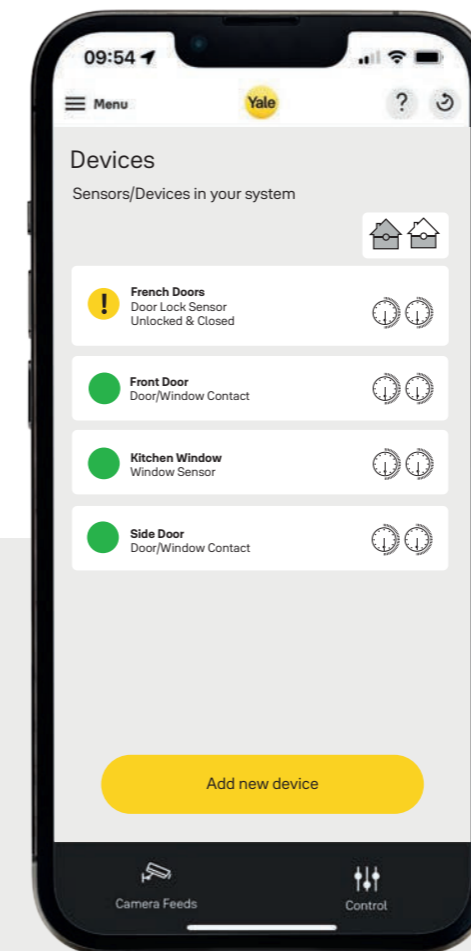 09:54
Menu
Yale
?
Devices
Sensors/Devices in your system
!
French Doors
Door Lock Sensor
Unlocked & Closed
Front Door
Door/Window Contact
Kitchen Window
Window Sensor
Side Door
Door/Window Contact
Add new device
Camera Feeds
Control